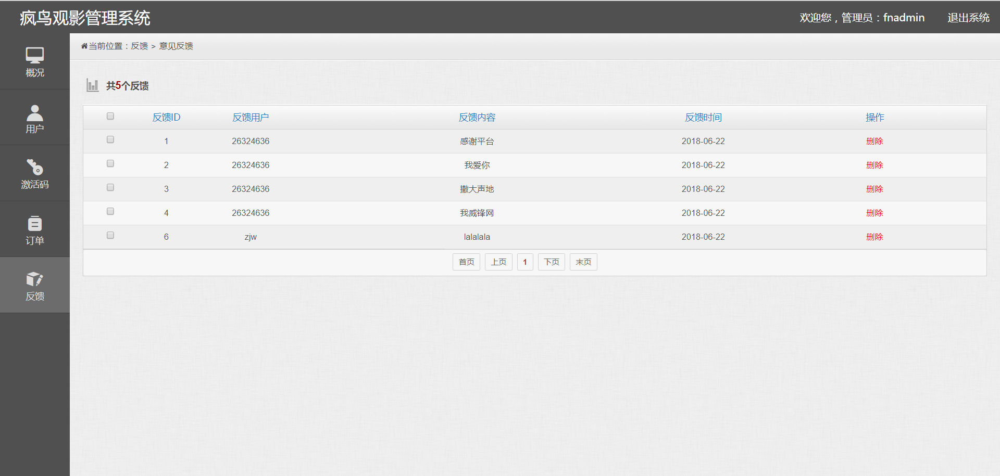 疯鸟观影管理系统
欢迎您，管理员：fnadmin 退出系统
概况
用户
激活码
订单
反馈
当前位置：反馈 > 意见反馈
共5个反馈
反馈ID 反馈用户 反馈内容 反馈时间 操作
1 26324636 感谢平台 2018-06-22 删除
2 26324636 我爱你 2018-06-22 删除
3 26324636 撒大声地 2018-06-22 删除
4 26324636 我威锋网 2018-06-22 删除
6 zjw lalalala 2018-06-22 删除
首页 上页 1 下页 末页